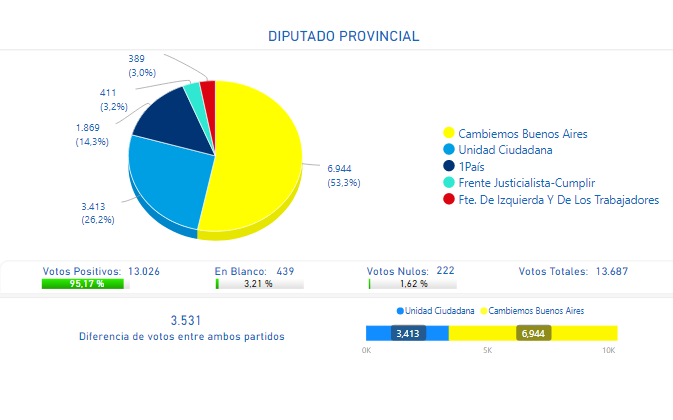 DIPUTADO PROVINCIAL
389
(3,0%)
411
(3,2%)
1.869
(14,3%)
3.413
(26,2%)
6.944
(53,3%)
Cambiemos Buenos Aires
Unidad Ciudadana
1País
Frente Justicialista-Cumplir
Fte. De Izquierda Y De Los Trabajadores
Votos Positivos: 13.026
95,17 %
En Blanco: 439
3,21 %
Votos Nulos: 222
1,62 %
Votos Totales: 13.687
3.531
Diferencia de votos entre ambos partidos
Unidad Ciudadana Cambiemos Buenos Aires
3,413 6,944
0K 5K 10K